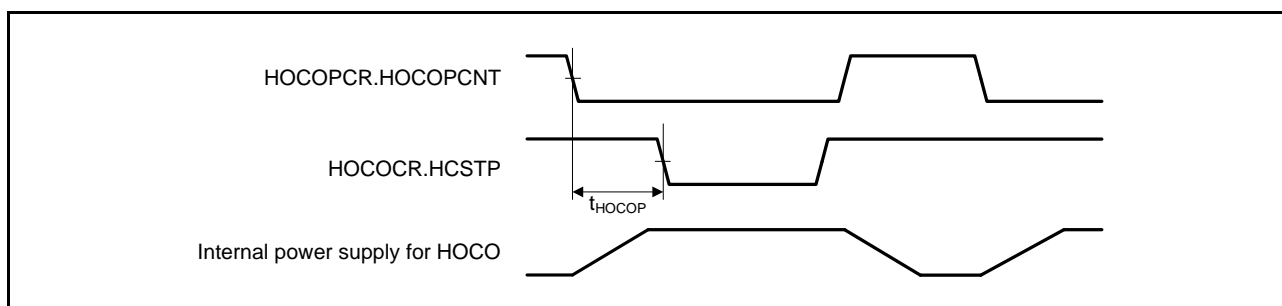 HOCOPCR.HOCOPCNT
HOCOCR.HCSTP
tHOCOP
Internal power supply for HOCO